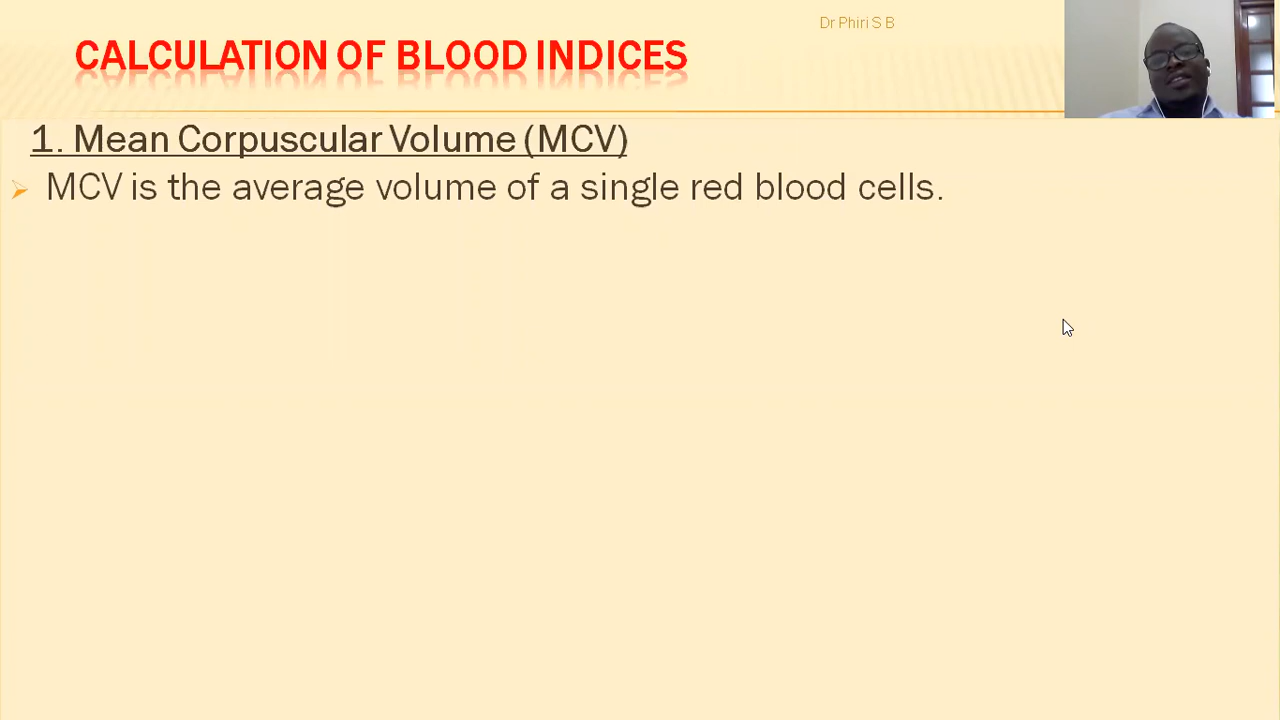 Dr Phiri S B
CALCULATION OF BLOOD INDICES
1. Mean Corpuscular Volume (MCV)
MCV is the average volume of a single red blood cells.